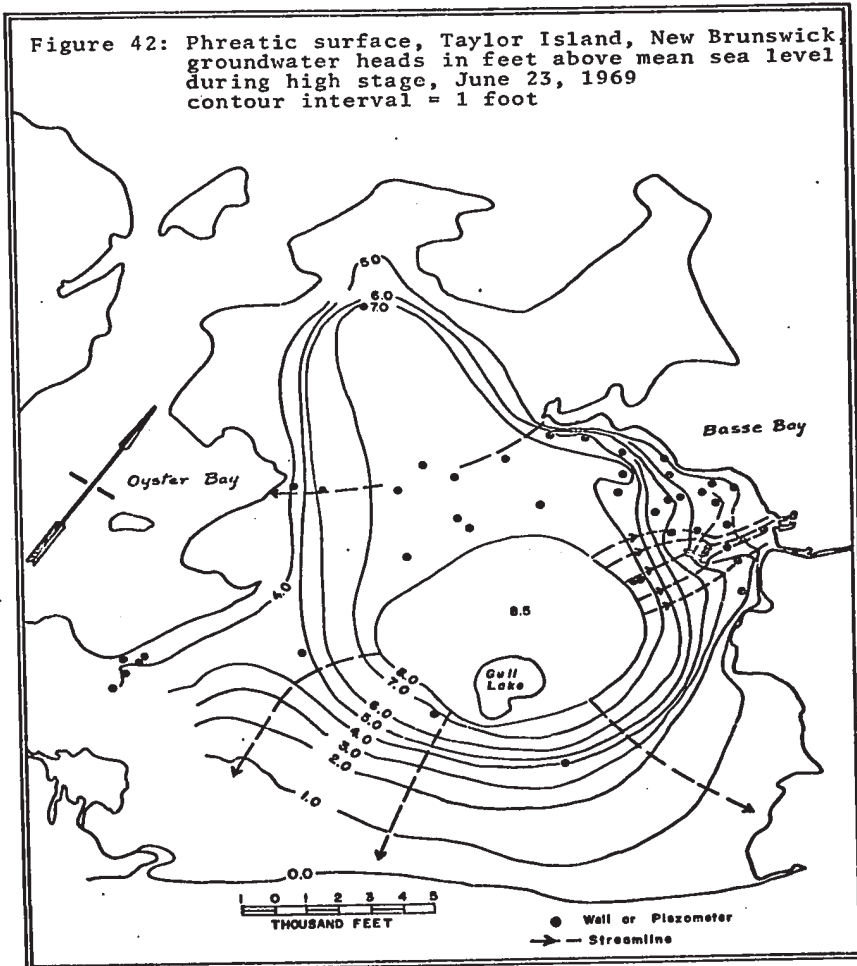 Figure 42: Phreatic surface, Taylor Island, New Brunswick,
groundwater heads in feet above mean sea level
during high stage, June 23, 1969
contour interval = 1 foot
5.0
6.0
7.0
Basse Bay
Oyster Bay
4.0
8.5
Gull
Lake
8.0
7.0
6.0
5.0
4.0
3.0
2.0
1.0
0.0
1 0 1 2 3 4 5
THOUSAND FEET
Well or Piezometer
Streamline